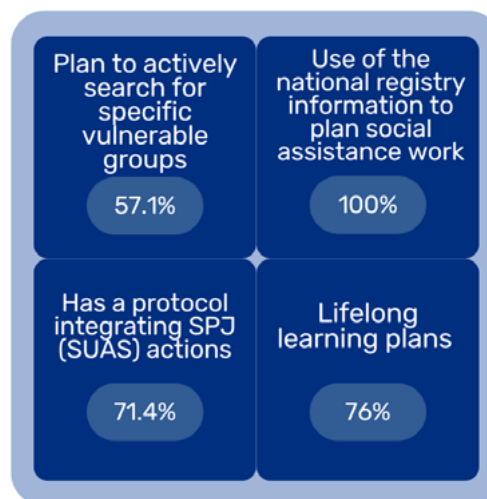 Plan to actively
search for
specific
vulnerable
groups
57.1%
Use of the
national registry
information to
plan social
assistance work
100%
Has a protocol
integrating SPJ
(SUAS) actions
71.4%
Lifelong
learning plans
76%